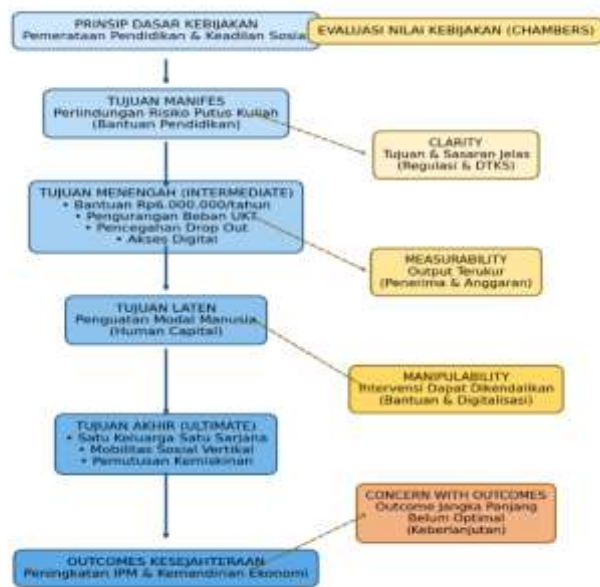 PRINSIP DASAR KEBIJAKAN
Pemerataan Pendidikan & Keadilan Sosial
EVALUASI NILAI KEBIJAKAN (CHAMBERS)
TUJUAN MANIFES
Perlindungan Risiko Putus Kuliah
(Bantuan Pendidikan)
CLARITY
Tujuan & Sasaran Jelas
(Regulasi & DTKS)
TUJUAN MENENGAH (INTERMEDIATE)
• Bantuan Rp6.000.000/tahun
• Pengurangan Beban UKT
• Pencegahan Drop Out
• Akses Digital
MEASURABILITY
Output Terukur
(Penerima & Anggaran)
TUJUAN LATEN
Penguatan Modal Manusia
(Human Capital)
MANIPULABILITY
Intervensi Dapat Dikendalikan
(Bantuan & Digitalisasi)
TUJUAN AKHIR (ULTIMATE)
• Satu Keluarga Satu Sarjana
• Mobilitas Sosial Vertikal
• Pemutusan Kemiskinan
CONCERN WITH OUTCOMES
Outcome Jangka Panjang
Belum Optimal
(Keberlanjutan)
OUTCOMES KESEJAHTERAAN
Peningkatan IPM & Kemandirian Ekonomi